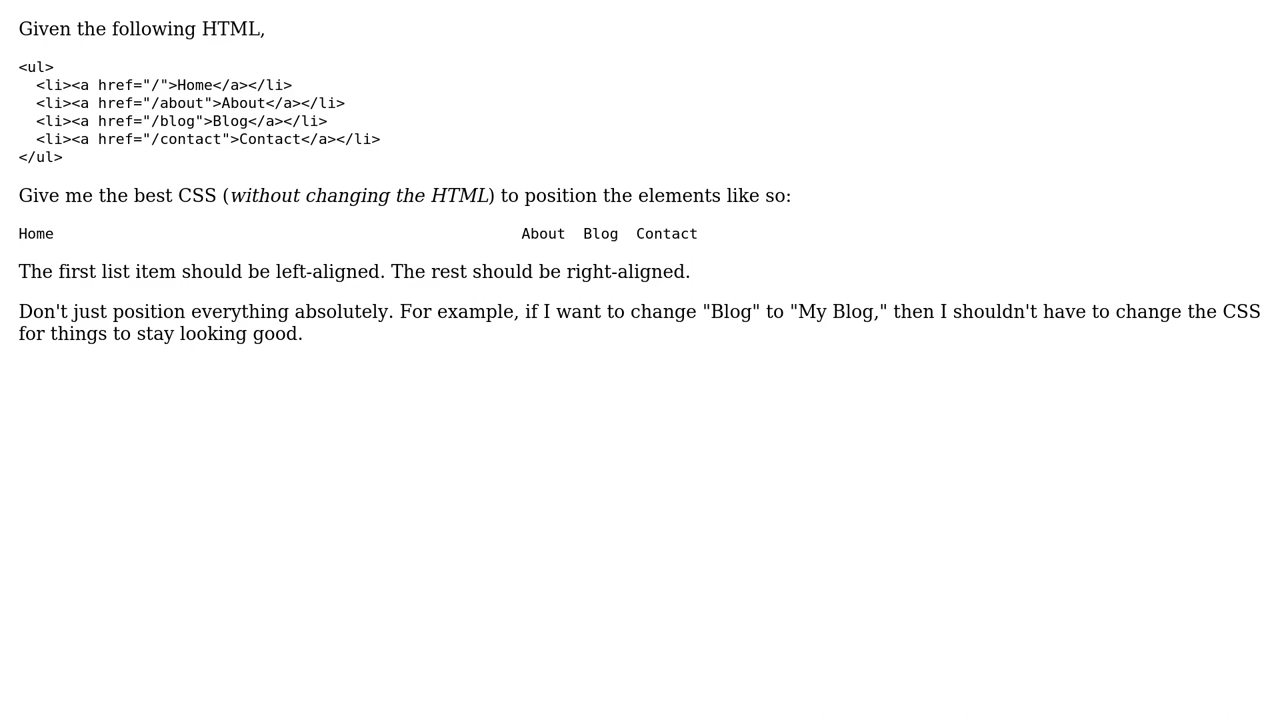 Given the following HTML,
<ul>
  <li><a href="/">Home</a></li>
  <li><a href="/about">About</a></li>
  <li><a href="/blog">Blog</a></li>
  <li><a href="/contact">Contact</a></li>
</ul>
Give me the best CSS (without changing the HTML) to position the elements like so:
Home                                                     About  Blog  Contact
The first list item should be left-aligned. The rest should be right-aligned.
Don't just position everything absolutely. For example, if I want to change "Blog" to "My Blog," then I shouldn't have to change the CSS
for things to stay looking good.